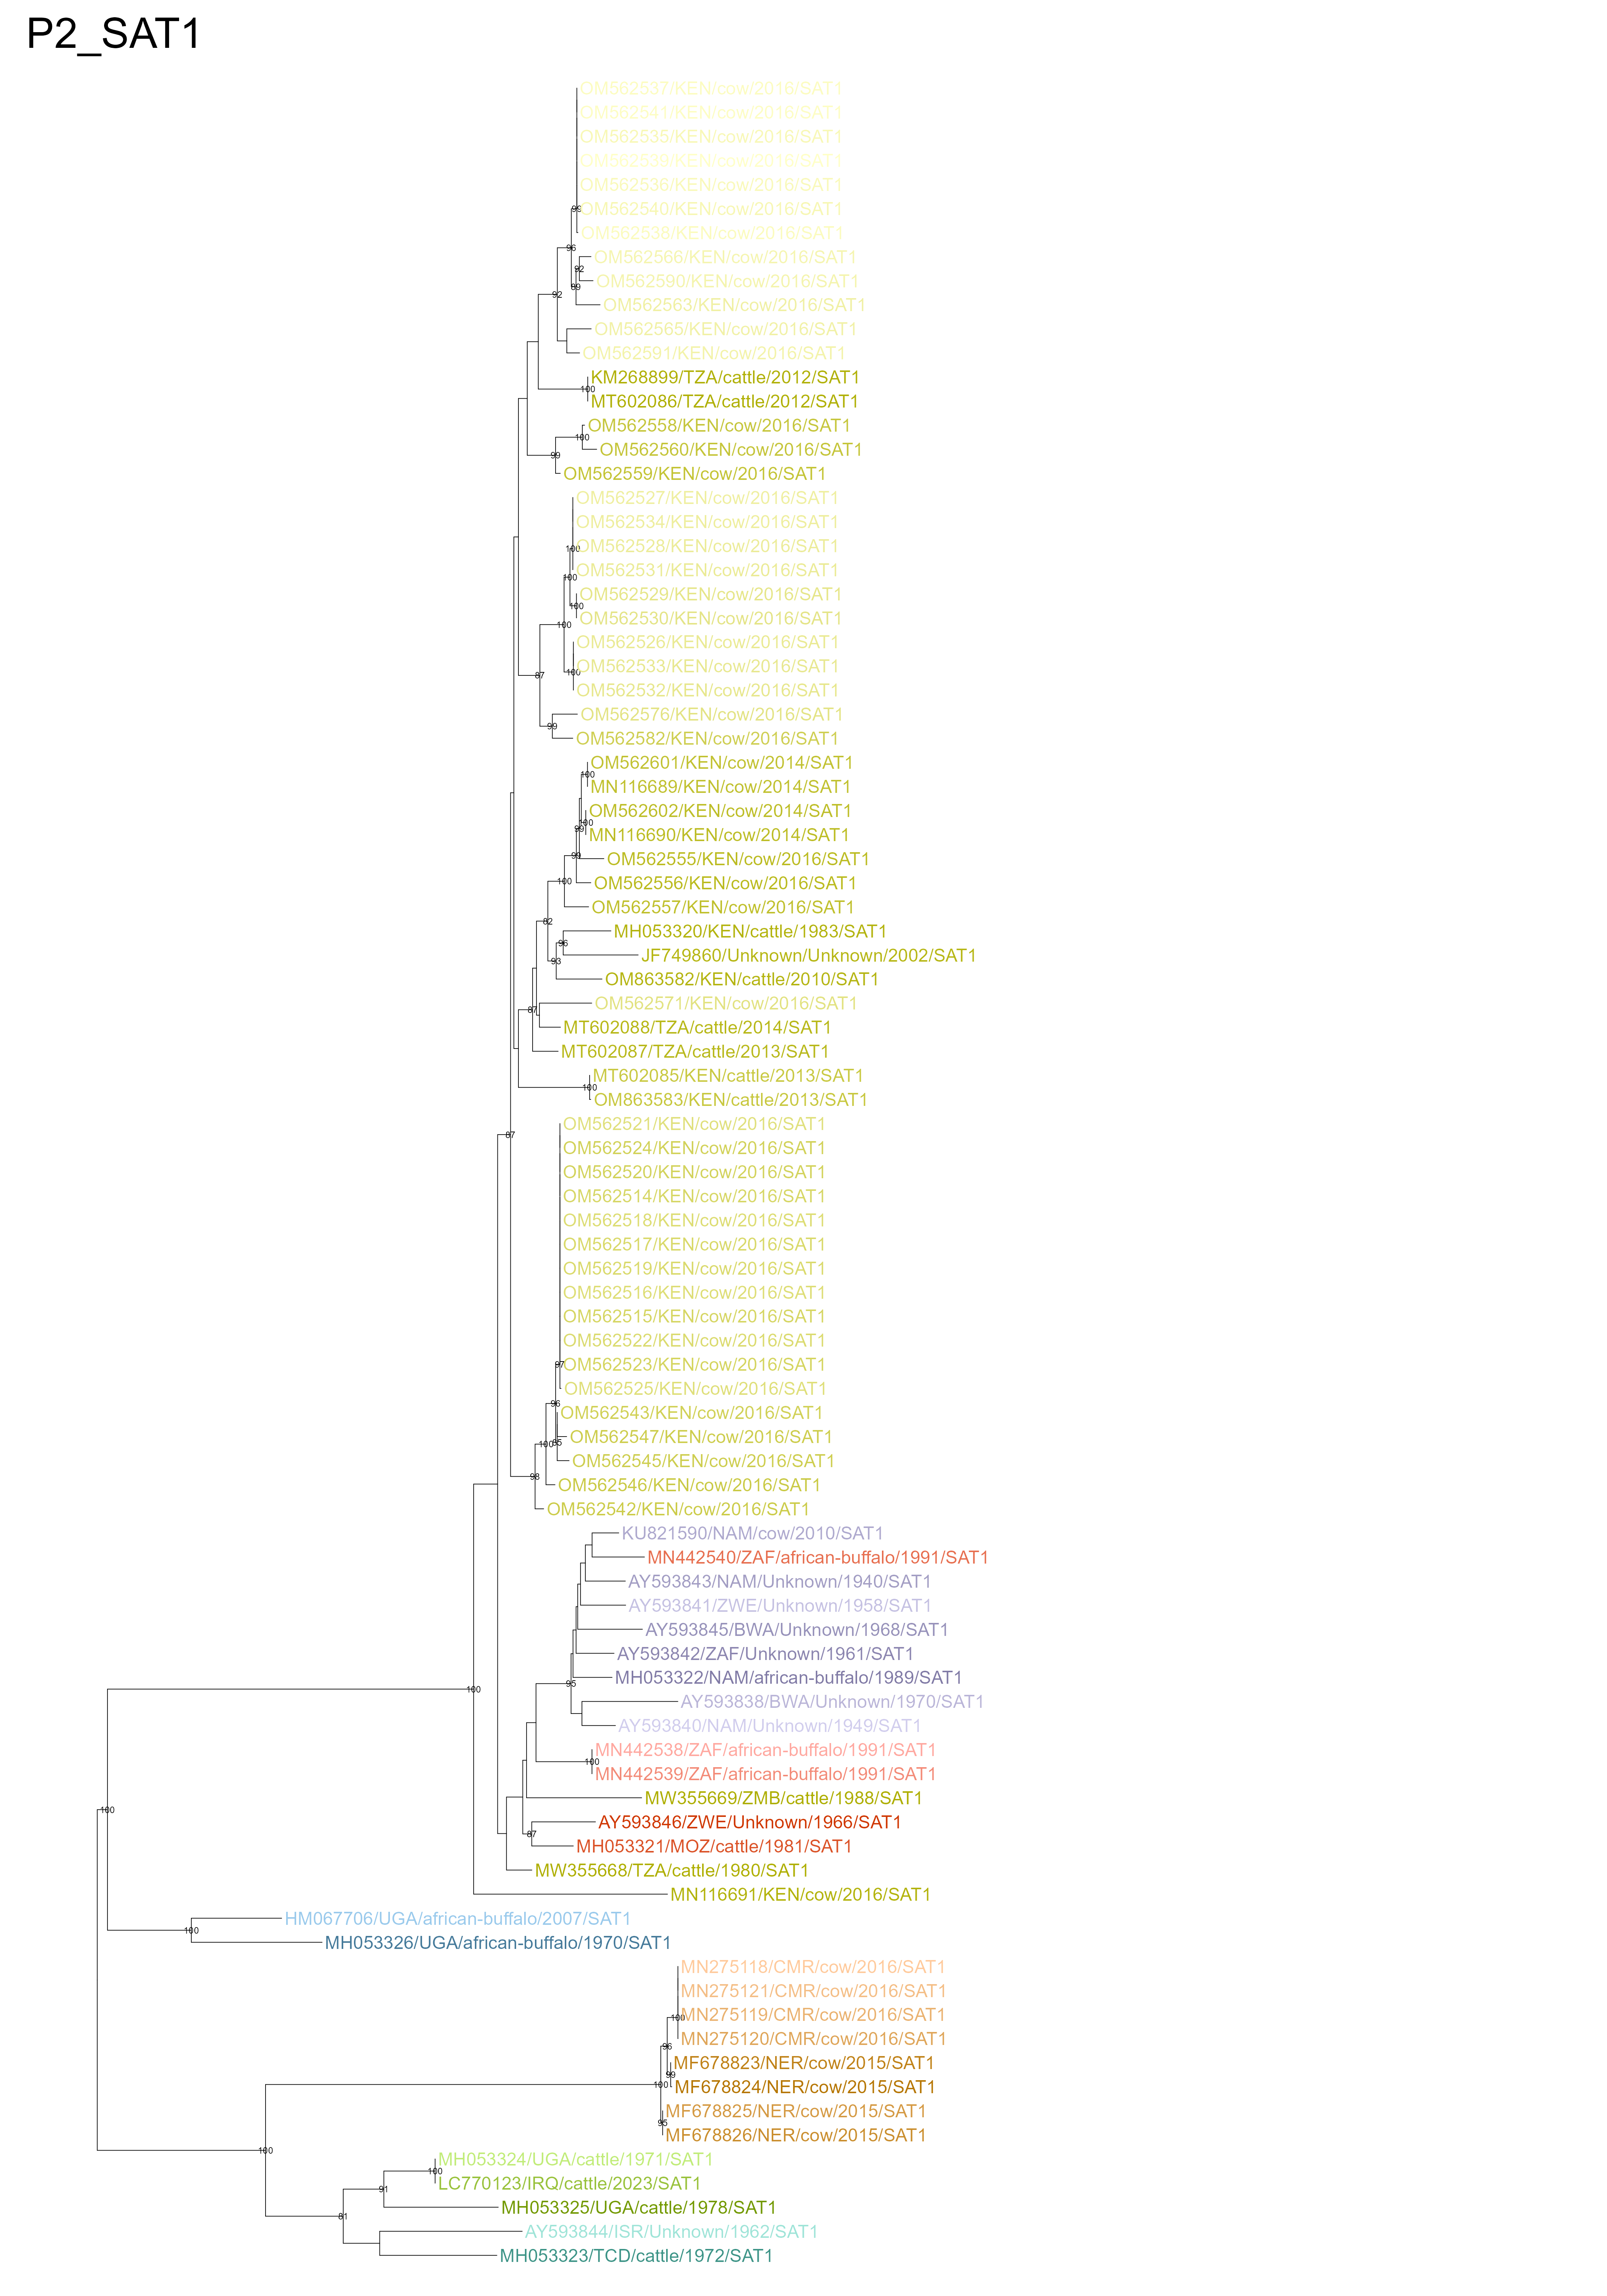 P2_SAT1
OM562537/KEN/cow/2016/SAT1
OM562541/KEN/cow/2016/SAT1
OM562535/KEN/cow/2016/SAT1
OM562539/KEN/cow/2016/SAT1
OM562536/KEN/cow/2016/SAT1
99 OM562540/KEN/cow/2016/SAT1
OM562538/KEN/cow/2016/SAT1
96
OM562566/KEN/cow/2016/SAT1
92
OM562590/KEN/cow/2016/SAT1
89
92
OM562563/KEN/cow/2016/SAT1
OM562565/KEN/cow/2016/SAT1
OM562591/KEN/cow/2016/SAT1
KM268899/TZA/cattle/2012/SAT1
100
MT602086/TZA/cattle/2012/SAT1
OM562558/KEN/cow/2016/SAT1
100
OM562560/KEN/cow/2016/SAT1
99
OM562559/KEN/cow/2016/SAT1
OM562527/KEN/cow/2016/SAT1
OM562534/KEN/cow/2016/SAT1
100 OM562528/KEN/cow/2016/SAT1
OM562531/KEN/cow/2016/SAT1
100
OM562529/KEN/cow/2016/SAT1
100
OM562530/KEN/cow/2016/SAT1
100
OM562526/KEN/cow/2016/SAT1
OM562533/KEN/cow/2016/SAT1
100
87
OM562532/KEN/cow/2016/SAT1
OM562576/KEN/cow/2016/SAT1
99
OM562582/KEN/cow/2016/SAT1
OM562601/KEN/cow/2014/SAT1
100
MN116689/KEN/cow/2014/SAT1
OM562602/KEN/cow/2014/SAT1
100
99
MN116690/KEN/cow/2014/SAT1
99
OM562555/KEN/cow/2016/SAT1
100
OM562556/KEN/cow/2016/SAT1
OM562557/KEN/cow/2016/SAT1
82
MH053320/KEN/cattle/1983/SAT1
96
JF749860/Unknown/Unknown/2002/SAT1
93
OM863582/KEN/cattle/2010/SAT1
OM562571/KEN/cow/2016/SAT1
87
MT602088/TZA/cattle/2014/SAT1
MT602087/TZA/cattle/2013/SAT1
MT602085/KEN/cattle/2013/SAT1
100
OM863583/KEN/cattle/2013/SAT1
OM562521/KEN/cow/2016/SAT1
87
OM562524/KEN/cow/2016/SAT1
OM562520/KEN/cow/2016/SAT1
OM562514/KEN/cow/2016/SAT1
OM562518/KEN/cow/2016/SAT1
OM562517/KEN/cow/2016/SAT1
OM562519/KEN/cow/2016/SAT1
OM562516/KEN/cow/2016/SAT1
OM562515/KEN/cow/2016/SAT1
OM562522/KEN/cow/2016/SAT1
97 OM562523/KEN/cow/2016/SAT1
OM562525/KEN/cow/2016/SAT1
96
OM562543/KEN/cow/2016/SAT1
OM562547/KEN/cow/2016/SAT1
100 85
OM562545/KEN/cow/2016/SAT1
98
OM562546/KEN/cow/2016/SAT1
OM562542/KEN/cow/2016/SAT1
KU821590/NAM/cow/2010/SAT1
MN442540/ZAF/african-buffalo/1991/SAT1
AY593843/NAM/Unknown/1940/SAT1
AY593841/ZWE/Unknown/1958/SAT1
AY593845/BWA/Unknown/1968/SAT1
AY593842/ZAF/Unknown/1961/SAT1
MH053322/NAM/african-buffalo/1989/SAT1
95
100
AY593838/BWA/Unknown/1970/SAT1
AY593840/NAM/Unknown/1949/SAT1
MN442538/ZAF/african-buffalo/1991/SAT1
100
MN442539/ZAF/african-buffalo/1991/SAT1
MW355669/ZMB/cattle/1988/SAT1
100
AY593846/ZWE/Unknown/1966/SAT1
87
MH053321/MOZ/cattle/1981/SAT1
MW355668/TZA/cattle/1980/SAT1
MN116691/KEN/cow/2016/SAT1
HM067706/UGA/african-buffalo/2007/SAT1
100
MH053326/UGA/african-buffalo/1970/SAT1
MN275118/CMR/cow/2016/SAT1
MN275121/CMR/cow/2016/SAT1
100 MN275119/CMR/cow/2016/SAT1
MN275120/CMR/cow/2016/SAT1
96
MF678823/NER/cow/2015/SAT1
99
100
MF678824/NER/cow/2015/SAT1
MF678825/NER/cow/2015/SAT1
95
MF678826/NER/cow/2015/SAT1
100
MH053324/UGA/cattle/1971/SAT1
100
LC770123/IRQ/cattle/2023/SAT1
91
MH053325/UGA/cattle/1978/SAT1
81
AY593844/ISR/Unknown/1962/SAT1
MH053323/TCD/cattle/1972/SAT1